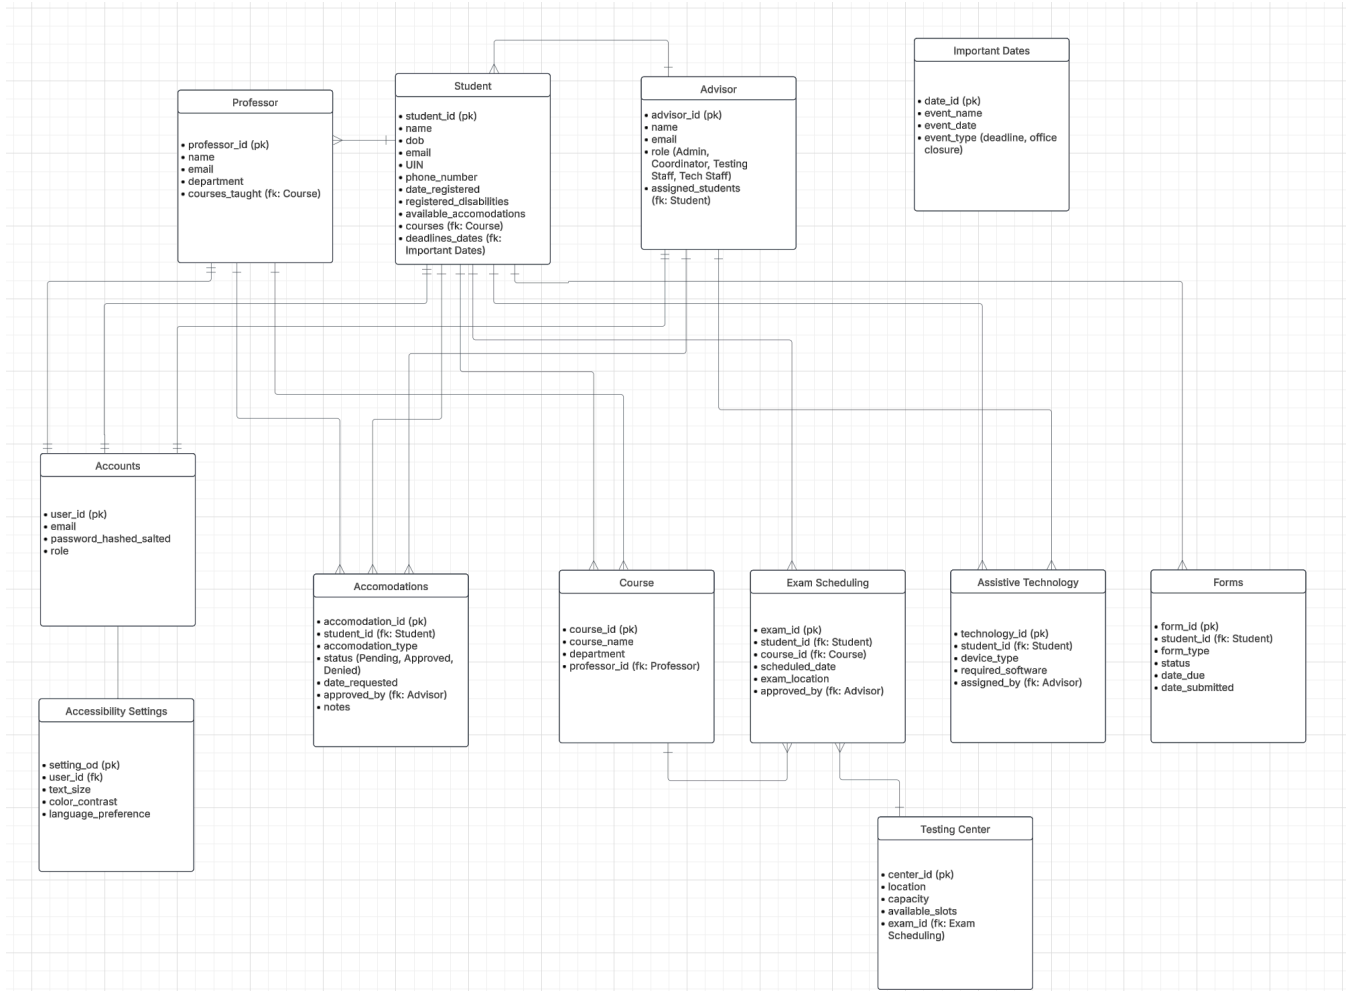 Important Dates
• date_id (pk)
• event_name
• event_date
• event_type (deadline, office
closure)
Student
• student_id (pk)
• name
• dob
• email
• UIN
• phone_number
• date_registered
• registered_disabilities
• available_accomodations
• courses (fk: Course)
• deadlines_dates (fk:
Important Dates)
Advisor
• advisor_id (pk)
• name
• email
• role (Admin,
Coordinator, Testing
Staff, Tech Staff)
• assigned_students
(fk: Student)
Professor
• professor_id (pk)
• name
• email
• department
• courses_taught (fk: Course)
Accounts
• user_id (pk)
• email
• password_hashed_salted
• role
Accomodations
• accomodation_id (pk)
• student_id (fk: Student)
• accomodation_type
• status (Pending, Approved,
Denied)
• date_requested
• approved_by (fk: Advisor)
• notes
Course
• course_id (pk)
• course_name
• department
• professor_id (fk: Professor)
Exam Scheduling
• exam_id (pk)
• student_id (fk: Student)
• course_id (fk: Course)
• scheduled_date
• exam_location
• approved_by (fk: Advisor)
Assistive Technology
• technology_id (pk)
• student_id (fk: Student)
• device_type
• required_software
• assigned_by (fk: Advisor)
Forms
• form_id (pk)
• student_id (fk: Student)
• form_type
• status
• date_due
• date_submitted
Accessibility Settings
• setting_od (pk)
• user_id (fk)
• text_size
• color_contrast
• language_preference
Testing Center
• center_id (pk)
• location
• capacity
• available_slots
• exam_id (fk: Exam
Scheduling)